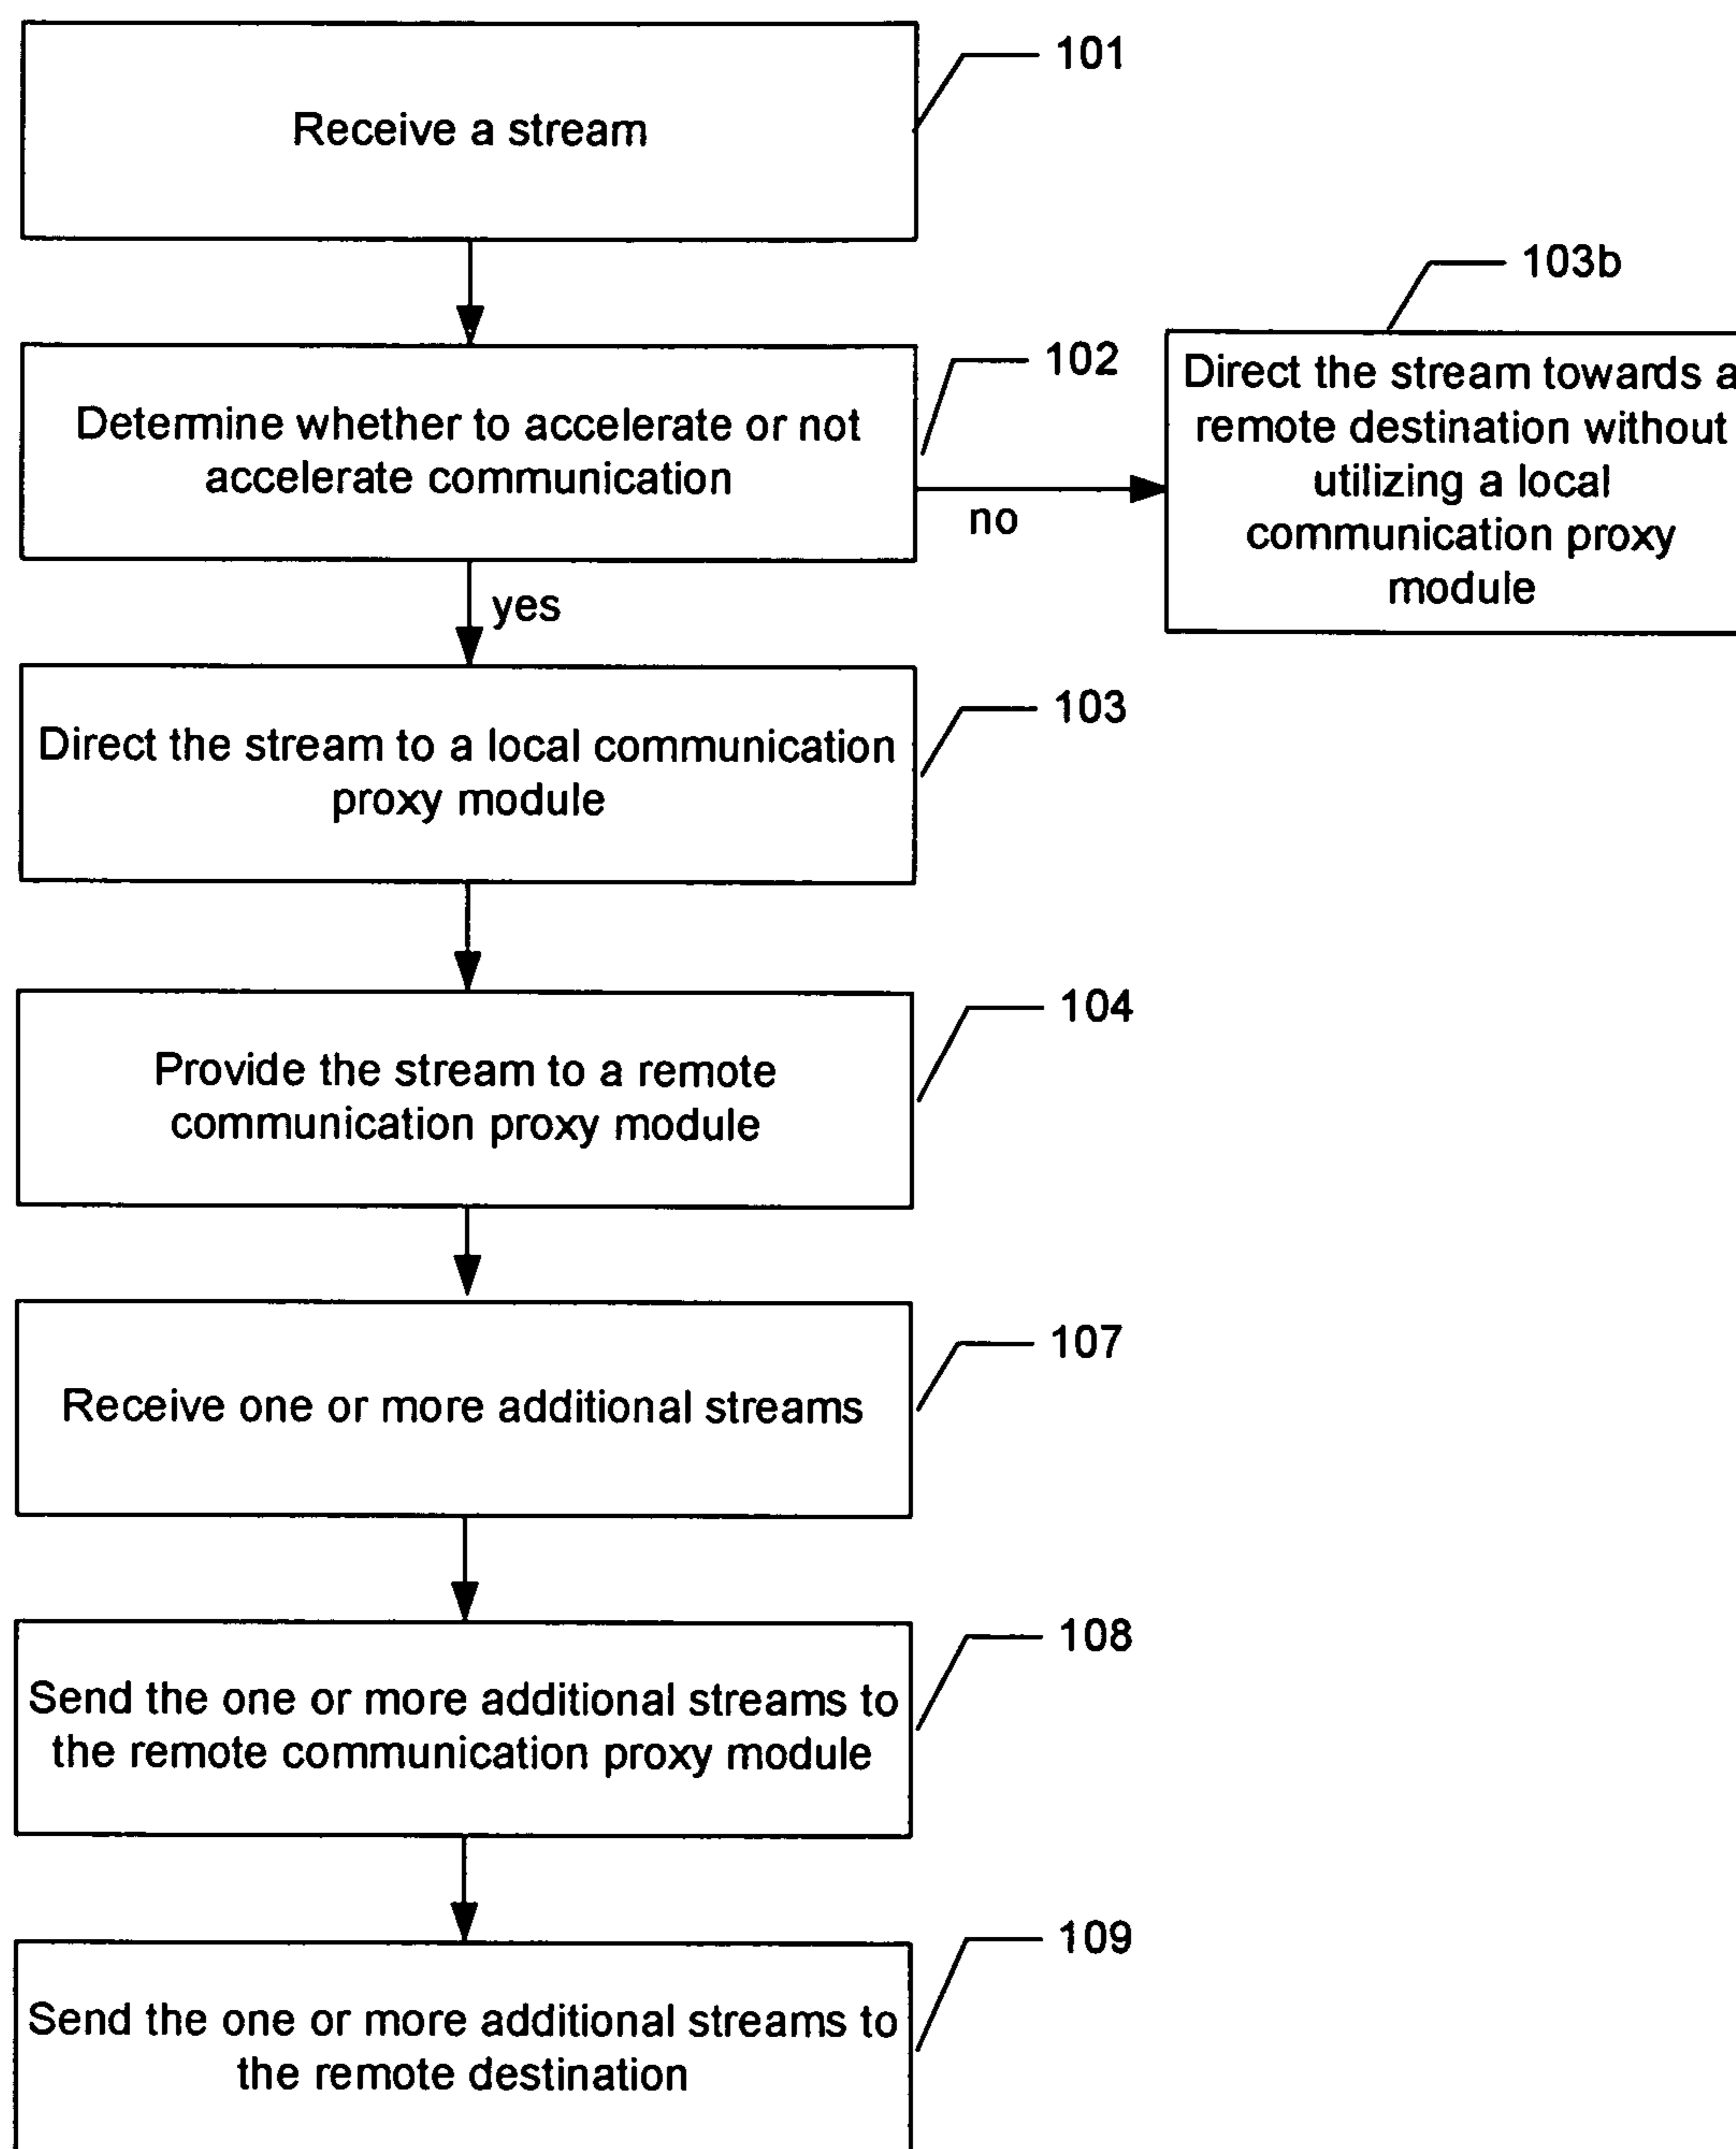 Receive a stream
101
103b
Determine whether to accelerate or not
accelerate communication
102
no
Direct the stream towards a
remote destination without
utilizing a local
communication proxy
module
yes
Direct the stream to a local communication
proxy module
103
Provide the stream to a remote
communication proxy module
104
Receive one or more additional streams
107
Send the one or more additional streams to
the remote communication proxy module
108
Send the one or more additional streams to
the remote destination
109